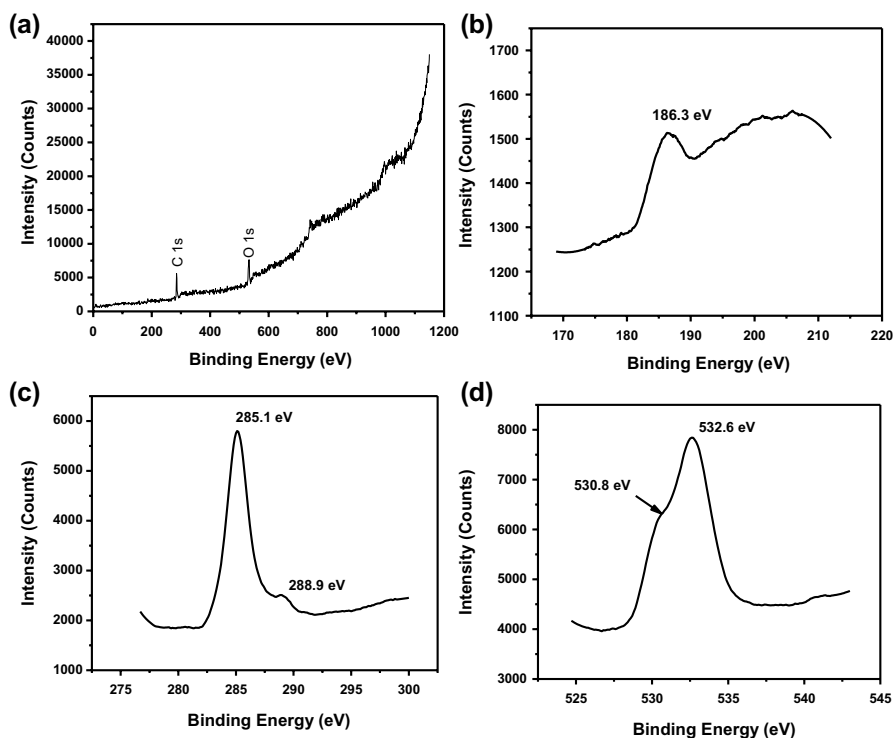 (a)
40000
35000
30000
25000
20000
15000
10000
5000
0
Intensity (Counts)
C 1s
O 1s
0 200 400 600 800 1000 1200
Binding Energy (eV)
(b)
1700
1600
1500
1400
1300
1200
1100
Intensity (Counts)
186.3 eV
170 180 190 200 210 220
Binding Energy (eV)
(c)
6000
5000
4000
3000
2000
1000
Intensity (Counts)
285.1 eV
288.9 eV
275 280 285 290 295 300
Binding Energy (eV)
(d)
8000
7000
6000
5000
4000
3000
Intensity (Counts)
532.6 eV
530.8 eV
525 530 535 540 545
Binding Energy (eV)